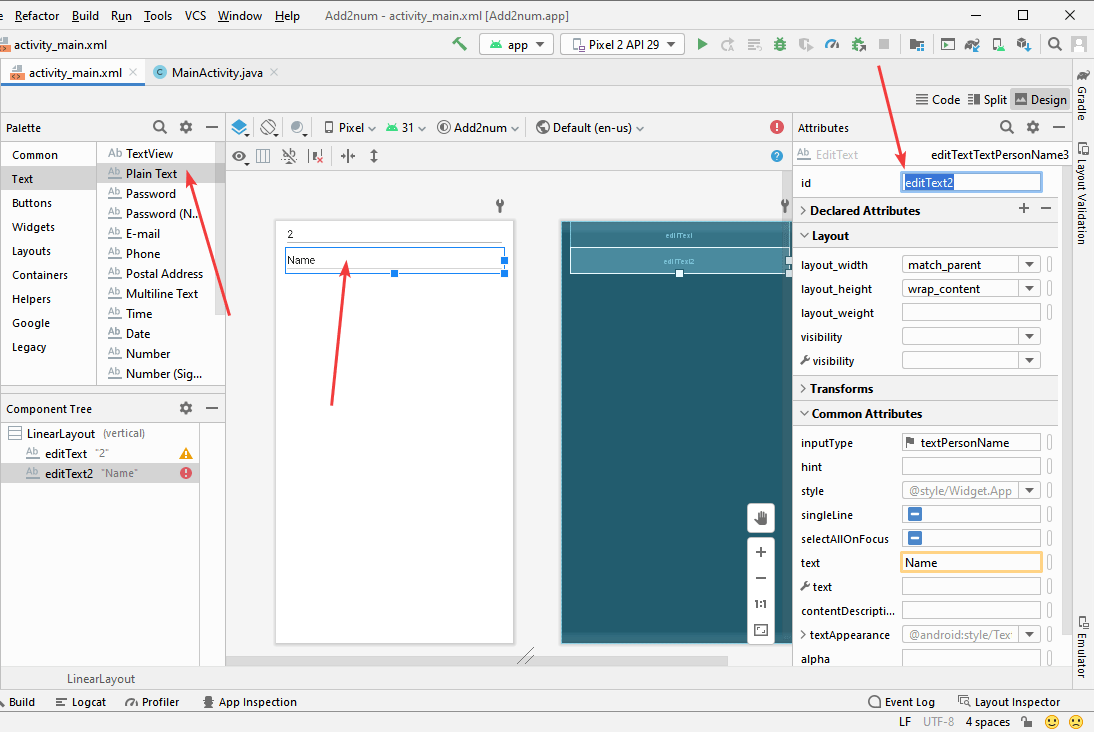 Refactor Build Run Tools VCS Window Help Add2num - activity_main.xml [Add2num.app]
activity_main.xml app Pixel 2 API 29
activity_main.xml MainActivity.java
Code Split Design
Palette Pixel 31 Add2num Default (en-us) Attributes
Common
Text
Buttons
Widgets
Layouts
Containers
Helpers
Google
Legacy
Ab TextView
Ab Plain Text
Ab Password
Ab Password (N...
Ab E-mail
Ab Phone
Ab Postal Address
Ab Multiline Text
Ab Time
Ab Date
Ab Number
Ab Number (Sig...
Component Tree
LinearLayout (vertical)
Ab editText "2"
Ab editText2 "Name"
2
Name
editText
editText2
1:1
Ab EditText editTextTextPersonName3
id editText2
Declared Attributes
Layout
layout_width match_parent
layout_height wrap_content
layout_weight
visibility
visibility
Transforms
Common Attributes
inputType textPersonName
hint
style @style/Widget.App
singleLine
selectAllOnFocus
text Name
text
contentDescripti...
textAppearance @android:style/Tex
alpha
Gradle
Layout Validation
Emulator
LinearLayout
Build Logcat Profiler App Inspection Event Log Layout Inspector
LF UTF-8 4 spaces